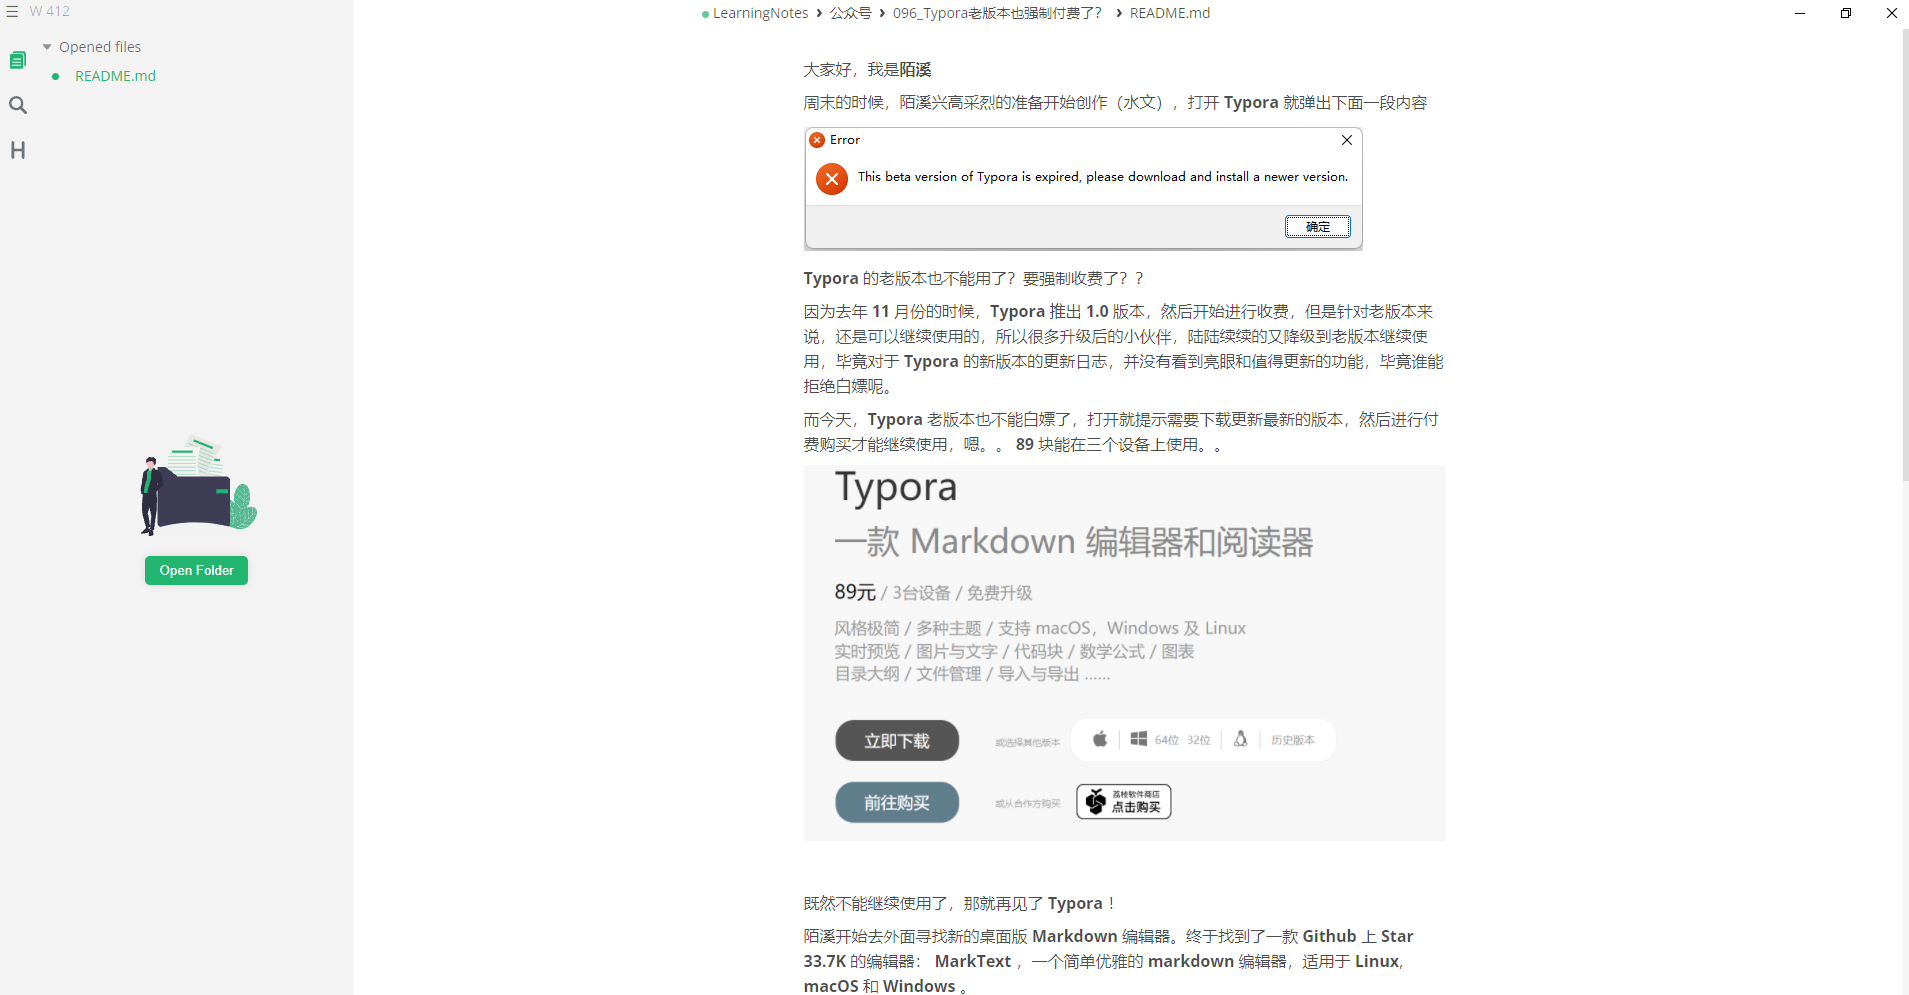 W 412
LearningNotes › 公众号 › 096_Typora老版本也强制付费了? › README.md
Opened files
README.md
Open Folder
大家好，我是陌溪
周末的时候，陌溪兴高采烈的准备开始创作（水文），打开 Typora 就弹出下面一段内容
Error
This beta version of Typora is expired, please download and install a newer version.
确定
Typora 的老版本也不能用了？要强制收费了？？
因为去年 11 月份的时候，Typora 推出 1.0 版本，然后开始进行收费，但是针对老版本来
说，还是可以继续使用的，所以很多升级后的小伙伴，陆陆续续的又降级到老版本继续使
用，毕竟对于 Typora 的新版本的更新日志，并没有看到亮眼和值得更新的功能，毕竟谁能
拒绝白嫖呢。
而今天，Typora 老版本也不能白嫖了，打开就提示需要下载更新最新的版本，然后进行付
费购买才能继续使用，嗯。。 89 块能在三个设备上使用。。
Typora
一款 Markdown 编辑器和阅读器
89元 / 3台设备 / 免费升级
风格极简 / 多种主题 / 支持 macOS，Windows 及 Linux
实时预览 / 图片与文字 / 代码块 / 数学公式 / 图表
目录大纲 / 文件管理 / 导入与导出 ......
立即下载 或选择其他版本 64位 32位 历史版本
前往购买 或从合作方购买 荔枝软件商店
点击购买
既然不能继续使用了，那就再见了 Typora ！
陌溪开始去外面寻找新的桌面版 Markdown 编辑器。终于找到了一款 Github 上 Star
33.7K 的编辑器： MarkText ，一个简单优雅的 markdown 编辑器，适用于 Linux,
macOS 和 Windows 。